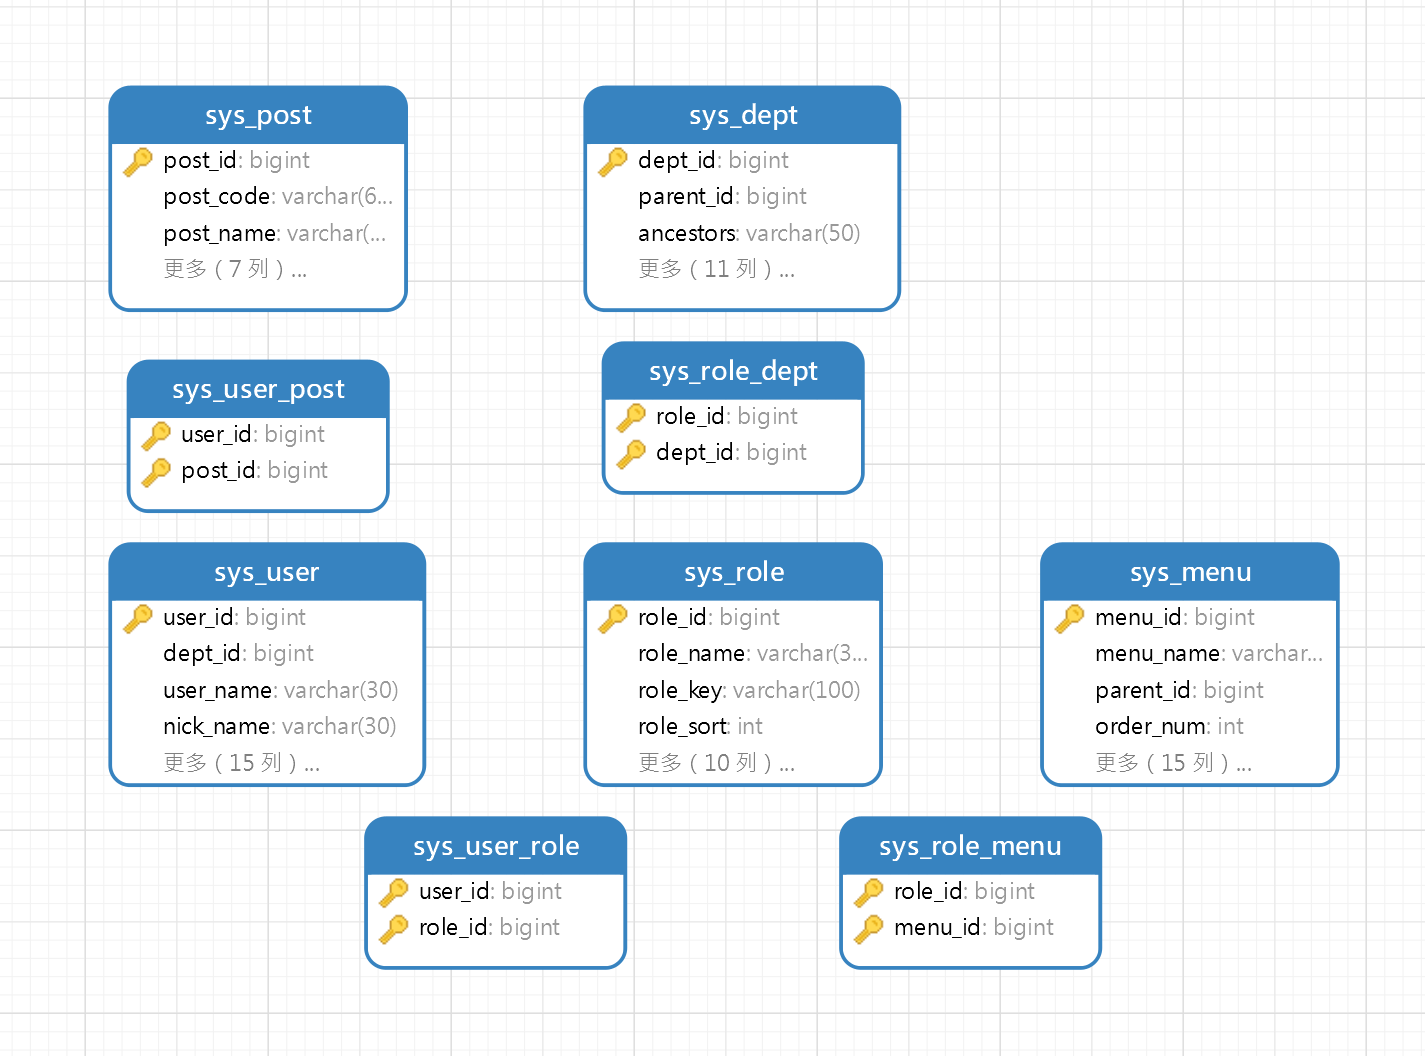 sys_post
post_id: bigint
post_code: varchar(6...
post_name: varchar(...
更多（7 列）...
sys_dept
dept_id: bigint
parent_id: bigint
ancestors: varchar(50)
更多（11 列）...
sys_user_post
user_id: bigint
post_id: bigint
sys_role_dept
role_id: bigint
dept_id: bigint
sys_user
user_id: bigint
dept_id: bigint
user_name: varchar(30)
nick_name: varchar(30)
更多（15 列）...
sys_role
role_id: bigint
role_name: varchar(3...
role_key: varchar(100)
role_sort: int
更多（10 列）...
sys_menu
menu_id: bigint
menu_name: varchar...
parent_id: bigint
order_num: int
更多（15 列）...
sys_user_role
user_id: bigint
role_id: bigint
sys_role_menu
role_id: bigint
menu_id: bigint